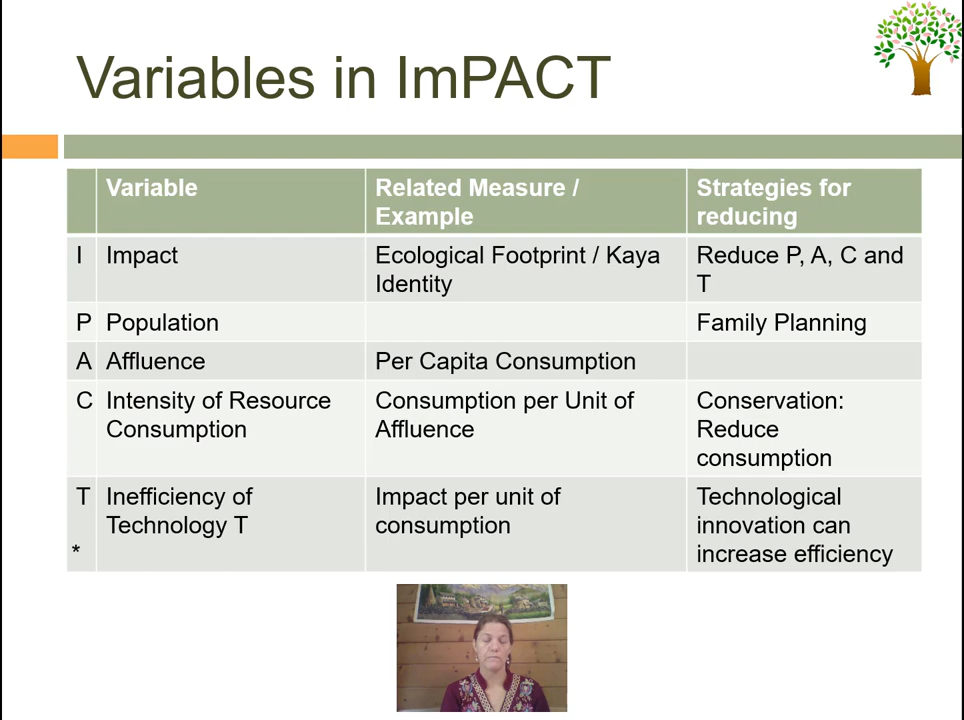 Variables in ImPACT
Variable
Related Measure /
Example
Strategies for
reducing
I
Impact
Ecological Footprint / Kaya
Identity
Reduce P, A, C and
T
P
Population
Family Planning
A
Affluence
Per Capita Consumption
C
Intensity of Resource
Consumption
Consumption per Unit of
Affluence
Conservation:
Reduce
consumption
T
*
Inefficiency of
Technology T
Impact per unit of
consumption
Technological
innovation can
increase efficiency